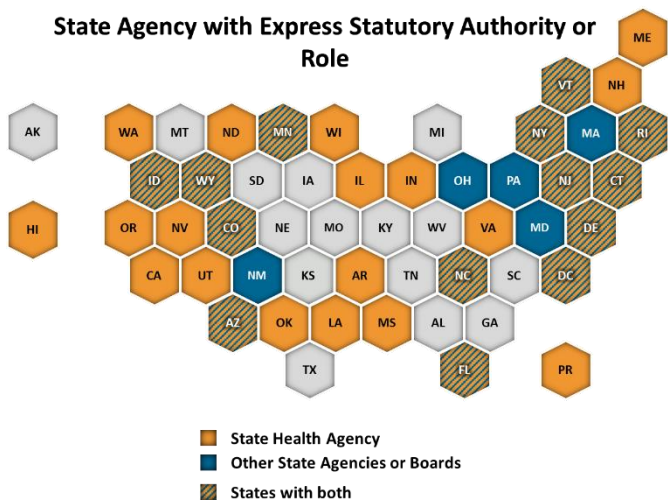 State Agency with Express Statutory Authority or
Role
ME
VT NH
AK WA MT ND MN WI MI NY MA RI
ID WY SD IA IL IN OH PA NJ CT
HI OR NV CO NE MO KY WV VA MD DE
CA UT NM KS AR TN NC SC DC
AZ OK LA MS AL GA
TX FL PR
State Health Agency
Other State Agencies or Boards
States with both